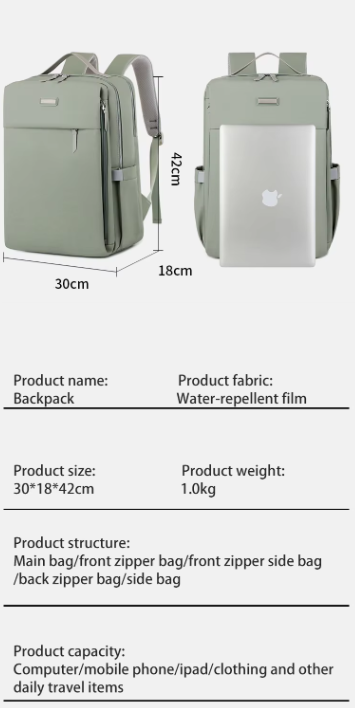 42cm
18cm
30cm
Product name:
Product fabric:
Backpack
Water-repellent film
Product size:
Product weight:
30*18*42cm
1.0kg
Product structure:
Main bag/front zipper bag/front zipper side bag
/back zipper bag/side bag
Product capacity:
Computer/mobile phone/ipad/clothing and other
daily travel items